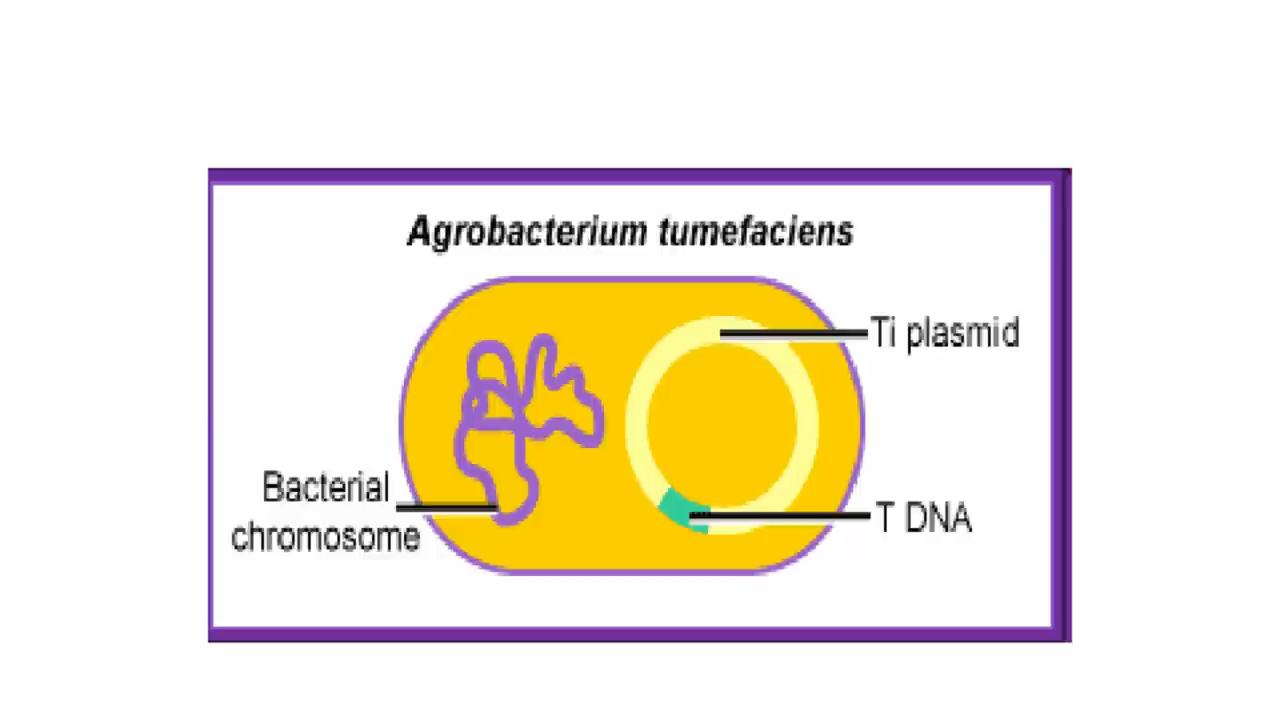 Agrobacterium tumefaciens
Ti plasmid
Bacterial
chromosome
T DNA